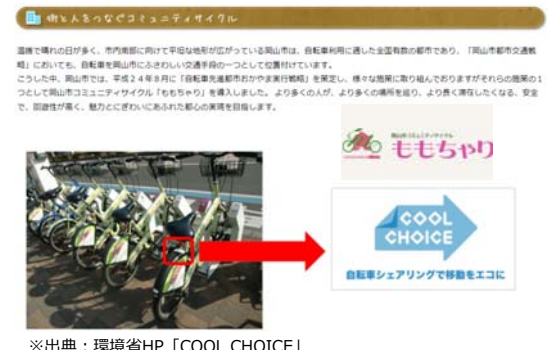 街と人をつなぐコミュニティサイクル
温暖で晴れの日が多く、市内南部に向けて平坦な地形が広がっている岡山市は、自転車利用に適した全国有数の都市であり、「岡山市都市交通戦
略」においても、自転車を岡山市にふさわしい交通手段の一つとして位置付けています。
こうした中、岡山市では、平成２４年８月に「自転車先進都市おかやま実行戦略」を策定し、様々な施策に取り組んでおりますがそれらの施策の１
つとして岡山市コミュニティサイクル「ももちゃり」を導入しました。より多くの人が、より多くの場所を巡り、より長く滞在したくなる、安全
で、回遊性が高く、魅力とにぎわいにあふれた都心の実現を目指します。
岡山市コミュニティサイクル
ももちゃり
COOL
CHOICE
自転車シェアリングで移動をエコに
※出典：環境省HP「COOL CHOICE」